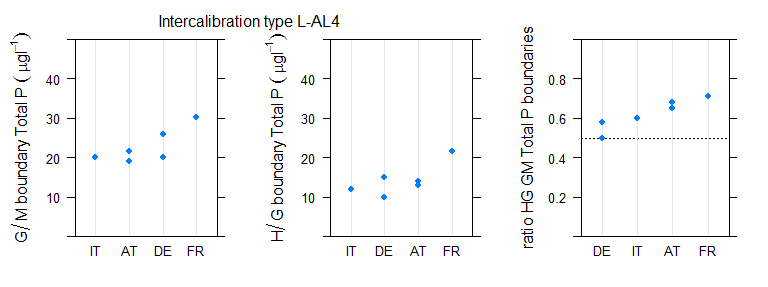 Intercalibration type L-AL4
G/M boundary Total P (μgl⁻¹)
40
30
20
10
IT AT DE FR
H/G boundary Total P (μgl⁻¹)
40
30
20
10
IT DE AT FR
ratio HG GM Total P boundaries
0.8
0.6
0.4
0.2
DE IT AT FR